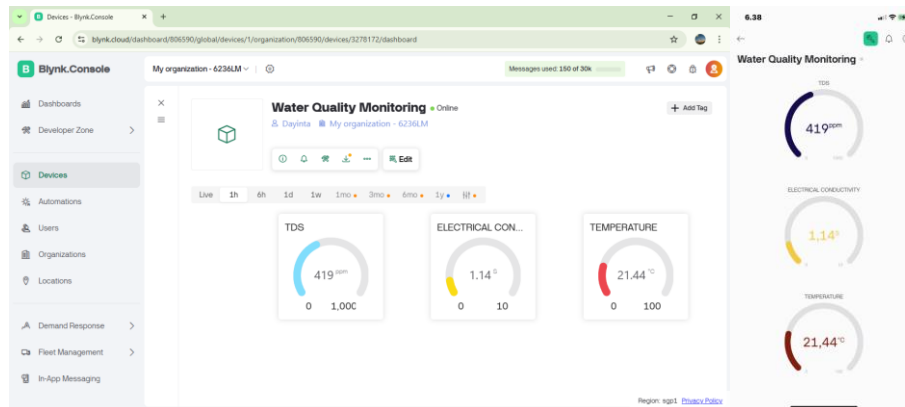 Devices - Blynk.Console
blynk.cloud/dashboard/806590/global/devices/1/organization/806590/devices/3278172/dashboard
B Blynk.Console
My organization - 6236LM
Messages used: 150 of 30k
Dashboards
Developer Zone
Devices
Automations
Users
Organizations
Locations
Demand Response
Fleet Management
In-App Messaging
Water Quality Monitoring • Online
Dayinta My organization - 6236LM
+ Add Tag
Edit
Live 1h 6h 1d 1w 1mo 3mo 6mo 1y
TDS
419 ppm
0 1,000
ELECTRICAL CON...
1.14 S
0 10
TEMPERATURE
21.44 °C
0 100
Region: sgp1 Privacy Policy
6.38
Water Quality Monitoring
TDS
419ppm
ELECTRICAL CONDUCTIVITY
1,14S
TEMPERATURE
21,44°C